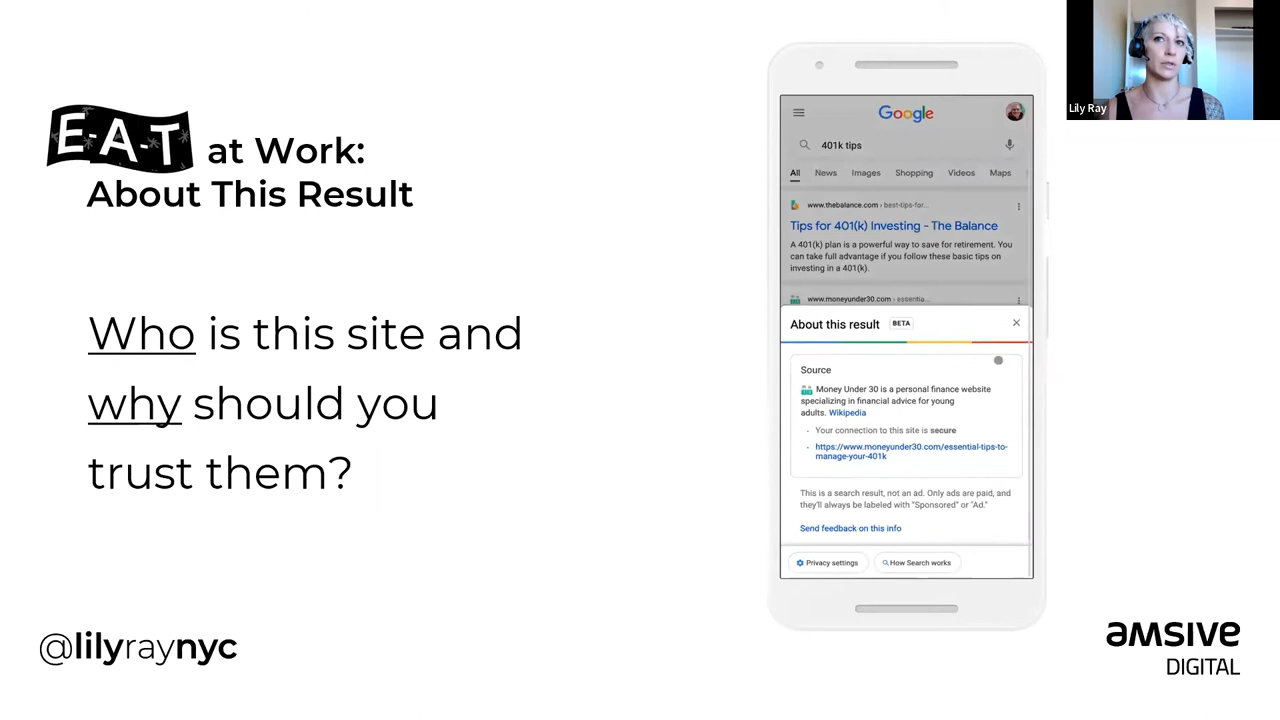 E-A-T at Work:
About This Result
Who is this site and
why should you
trust them?
@lilyraynyc
Google
401k tips
All News Images Shopping Videos Maps
www.thebalance.com › best-tips-for...
Tips for 401(k) Investing - The Balance
A 401(k) plan is a powerful way to save for retirement. You
can take full advantage if you follow these basic tips on
investing in a 401(k).
www.moneyunder30.com › essentia...
About this result BETA
Source
Money Under 30 is a personal finance website
specializing in financial advice for young
adults. Wikipedia
- Your connection to this site is secure
- https://www.moneyunder30.com/essential-tips-to-
manage-your-401k
This is a search result, not an ad. Only ads are paid, and
they'll always be labeled with "Sponsored" or "Ad."
Send feedback on this info
Privacy settings How Search works
Lily Ray
amsive
DIGITAL